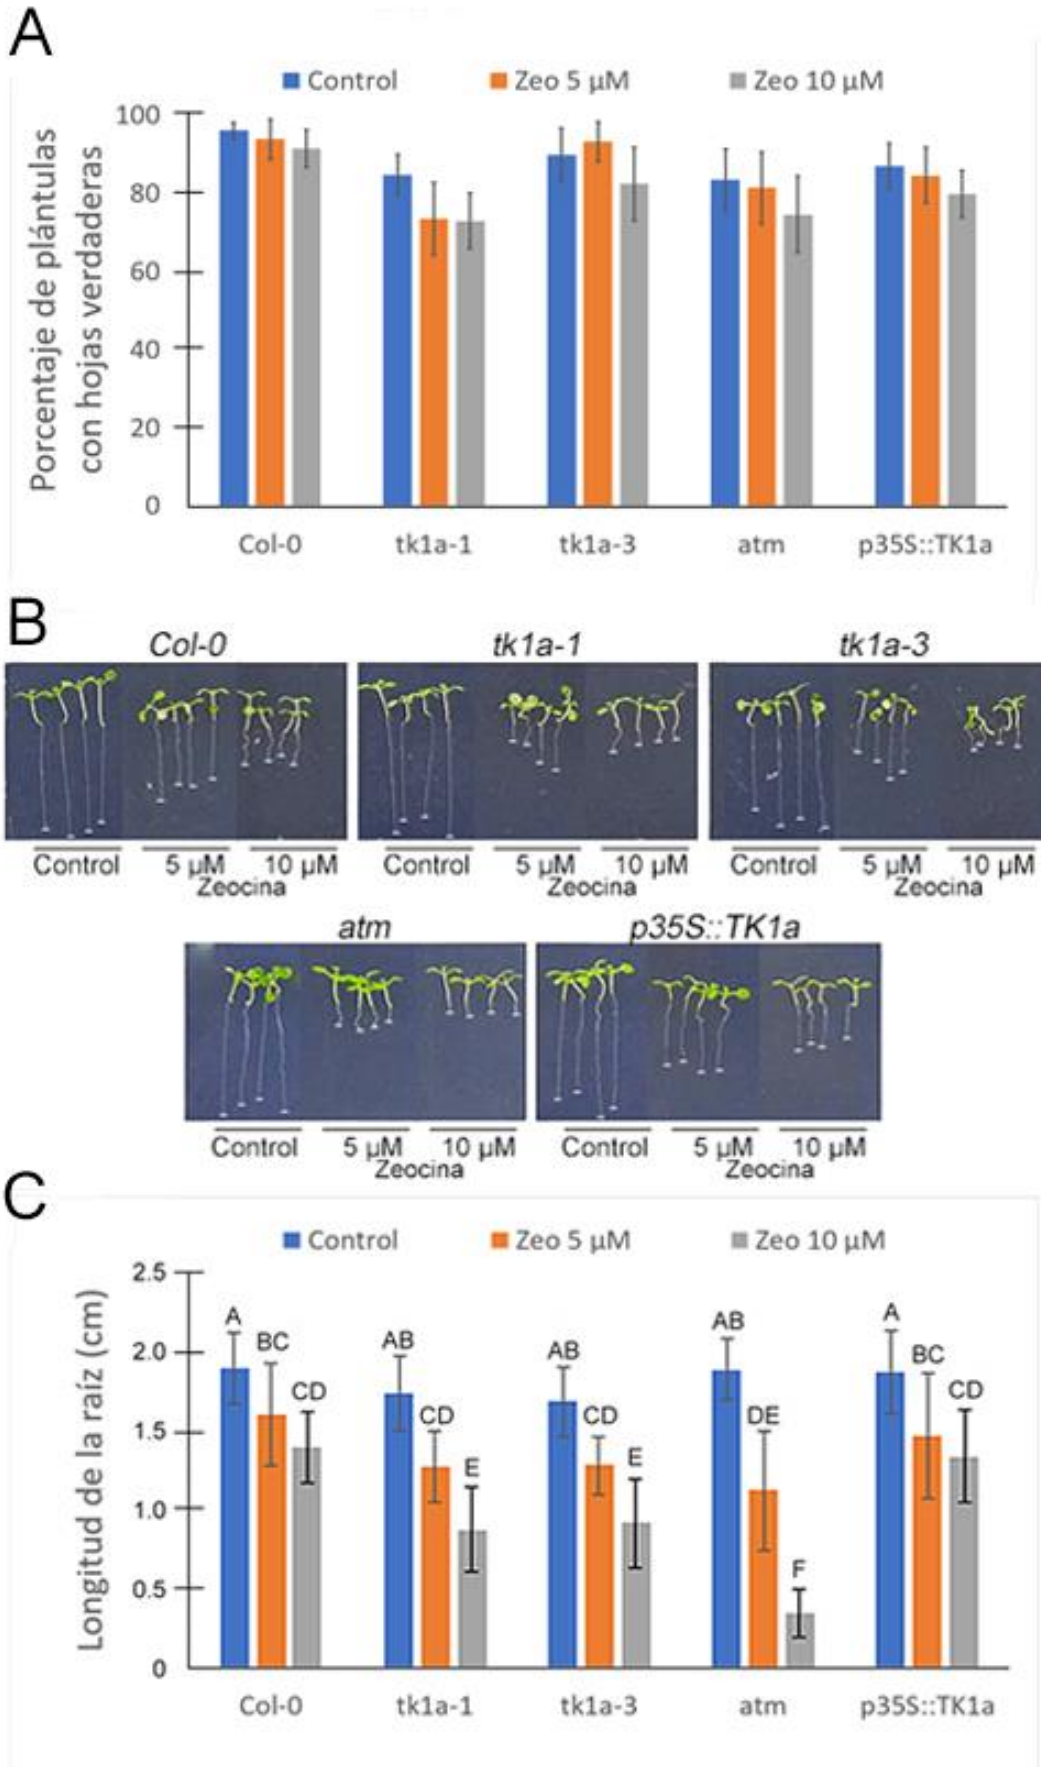 A
Control Zeo 5 µM Zeo 10 µM
Porcentaje de plántulas
con hojas verdaderas
100
80
60
40
20
0
Col-0 tk1a-1 tk1a-3 atm p35S::TK1a
B
Col-0 tk1a-1 tk1a-3
Control 5 µM 10 µM Control 5 µM 10 µM Control 5 µM 10 µM
Zeocina Zeocina Zeocina
atm p35S::TK1a
Control 5 µM 10 µM Control 5 µM 10 µM
Zeocina Zeocina
C
Control Zeo 5 µM Zeo 10 µM
Longitud de la raíz (cm)
2.5
2.0
1.5
1.0
0.5
0
A BC CD AB CD E AB CD E AB DE F A BC CD
Col-0 tk1a-1 tk1a-3 atm p35S::TK1a